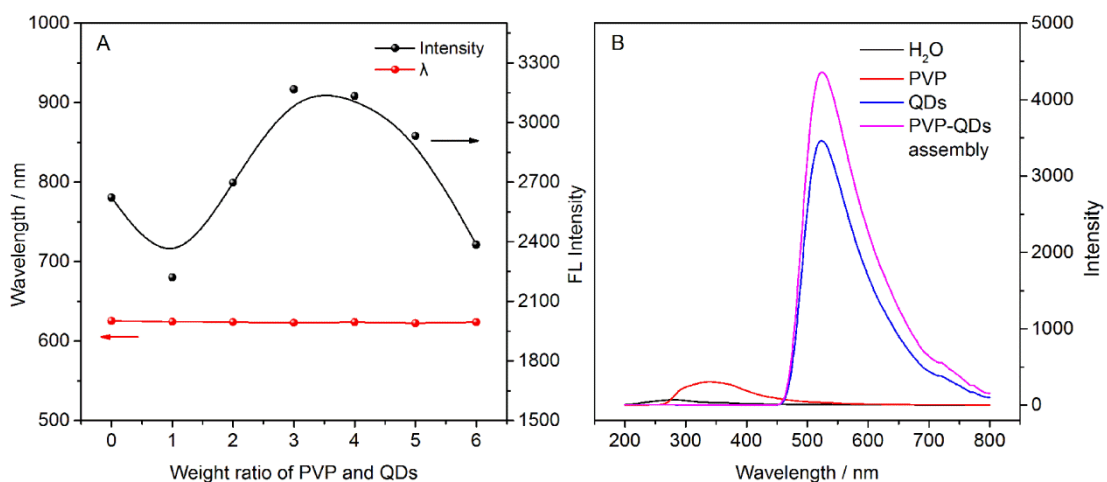 A
Intensity
λ
1000
900
800
700
600
500
Wavelength / nm
3300
3000
2700
2400
2100
1800
1500
FL Intensity
0 1 2 3 4 5 6
Weight ratio of PVP and QDs
B
H₂O
PVP
QDs
PVP-QDs
assembly
5000
4000
3000
2000
1000
0
Intensity
200 300 400 500 600 700 800
Wavelength / nm